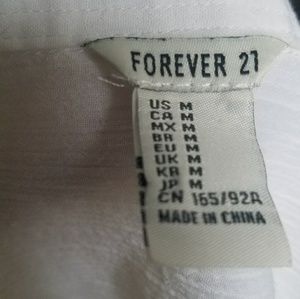 FOREVER 21
US M
CA M
MX M
BR M
EU M
UK M
KR M
JP M
CN 165/92A
MADE IN CHINA